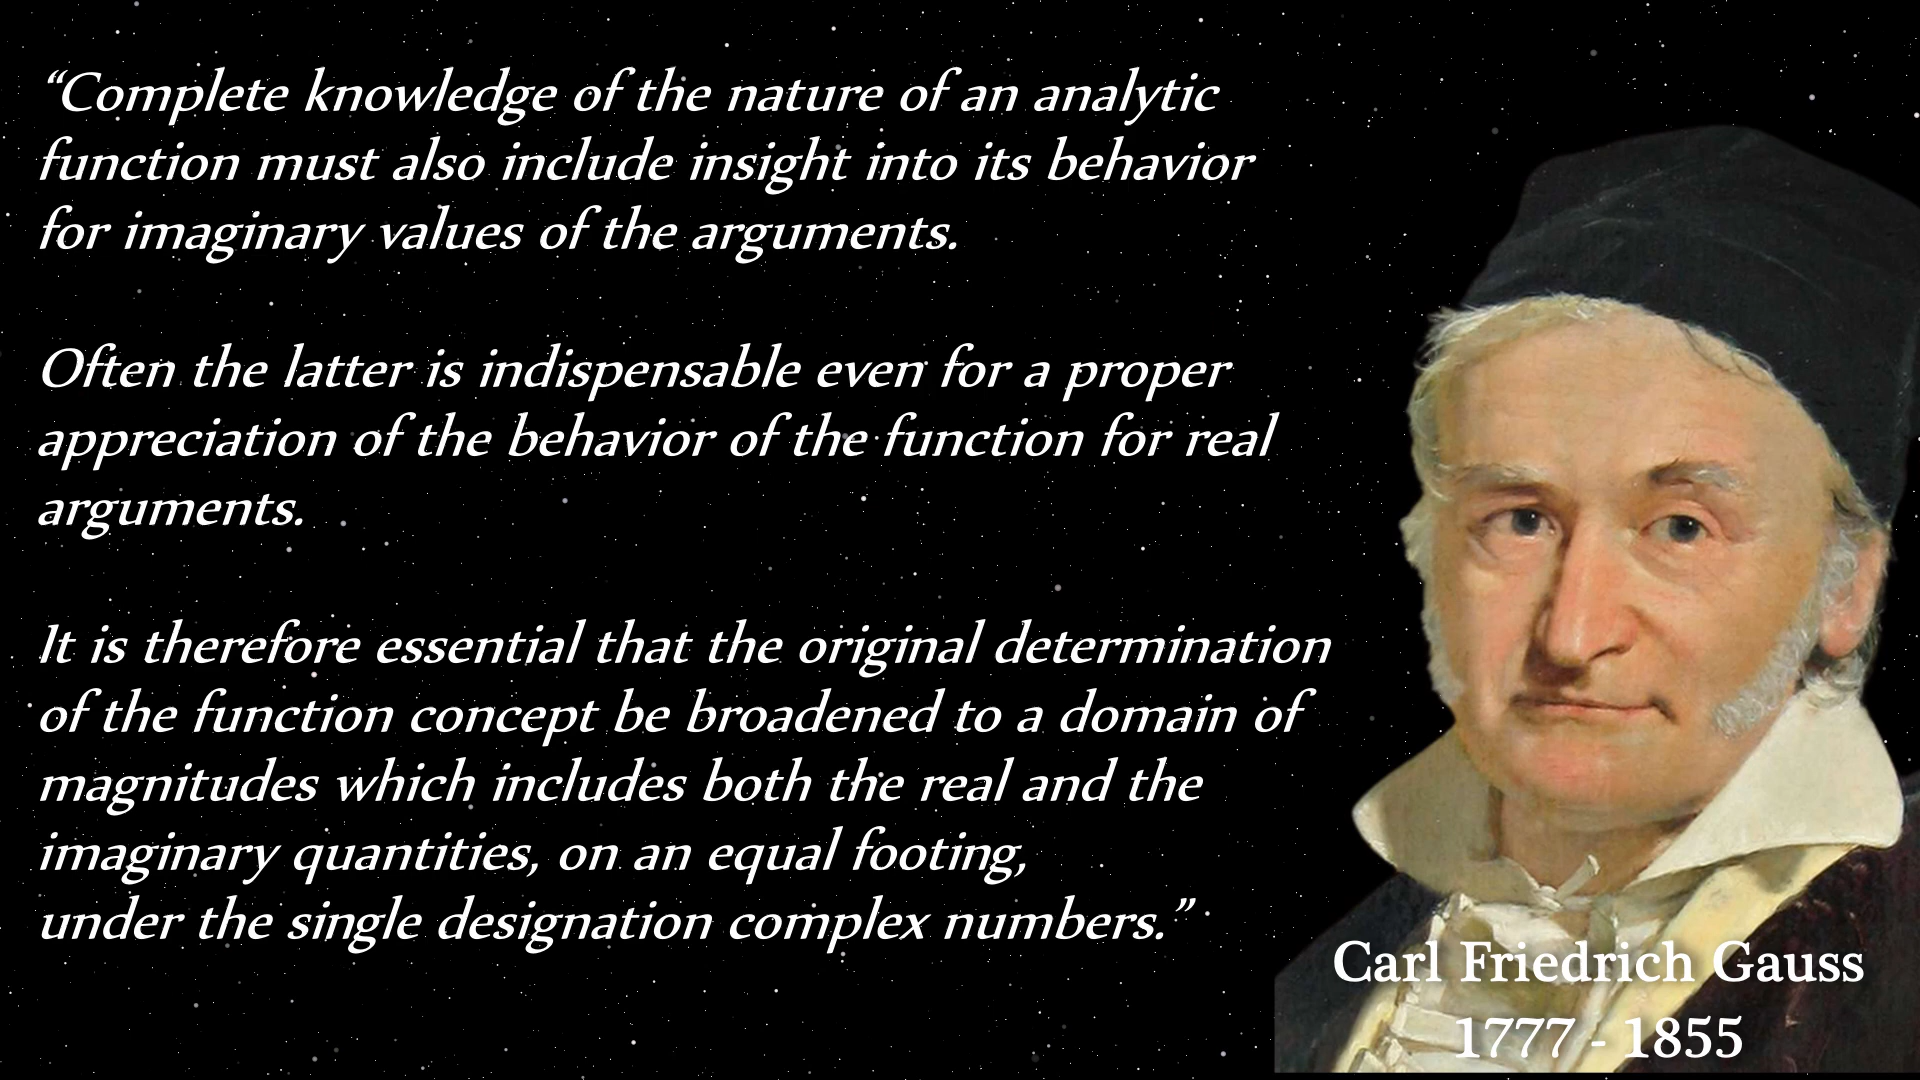 “Complete knowledge of the nature of an analytic
function must also include insight into its behavior
for imaginary values of the arguments.
Often the latter is indispensable even for a proper
appreciation of the behavior of the function for real
arguments.
It is therefore essential that the original determination
of the function concept be broadened to a domain of
magnitudes which includes both the real and the
imaginary quantities, on an equal footing,
under the single designation complex numbers.”
Carl Friedrich Gauss
1777 - 1855